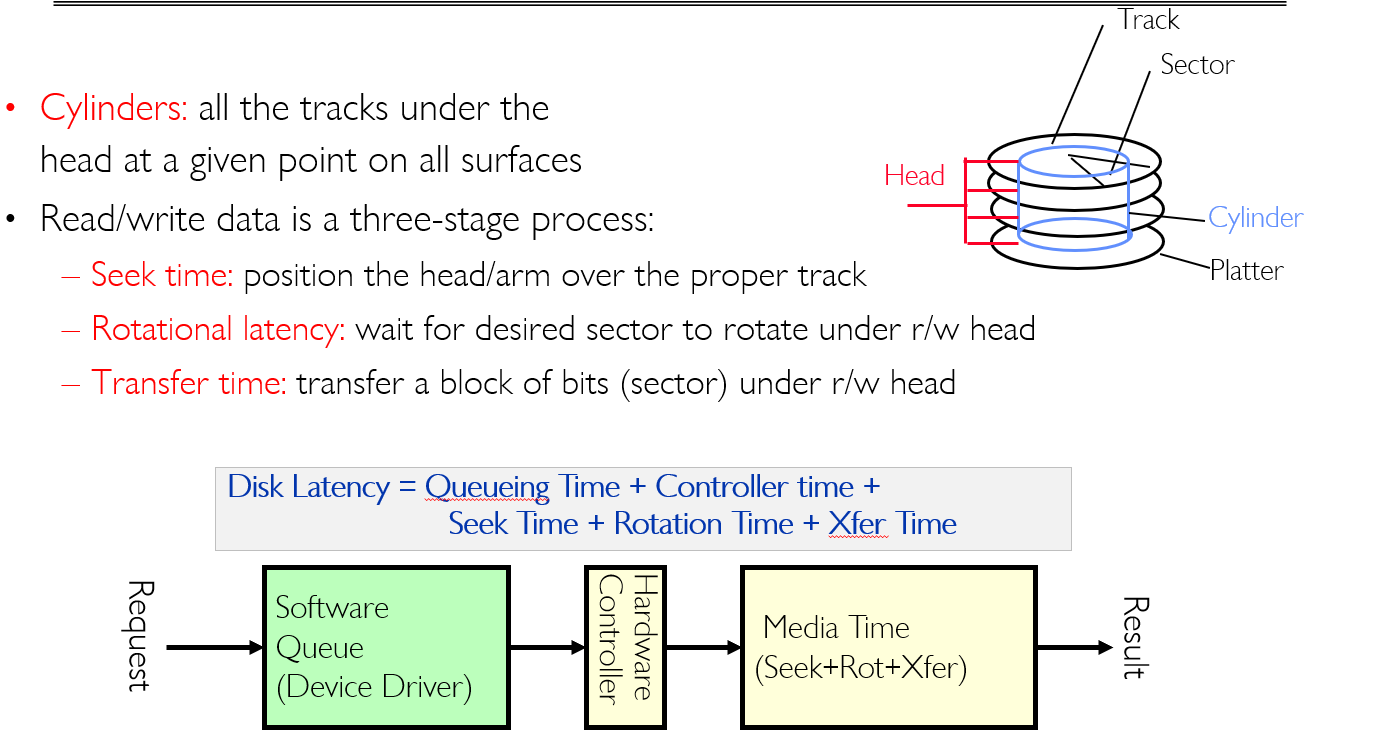 Track
Sector
• Cylinders: all the tracks under the
head at a given point on all surfaces
Head
Cylinder
Platter
• Read/write data is a three-stage process:
– Seek time: position the head/arm over the proper track
– Rotational latency: wait for desired sector to rotate under r/w head
– Transfer time: transfer a block of bits (sector) under r/w head
Disk Latency = Queueing Time + Controller time +
Seek Time + Rotation Time + Xfer Time
Request
Software
Queue
(Device Driver)
Hardware
Controller
Media Time
(Seek+Rot+Xfer)
Result